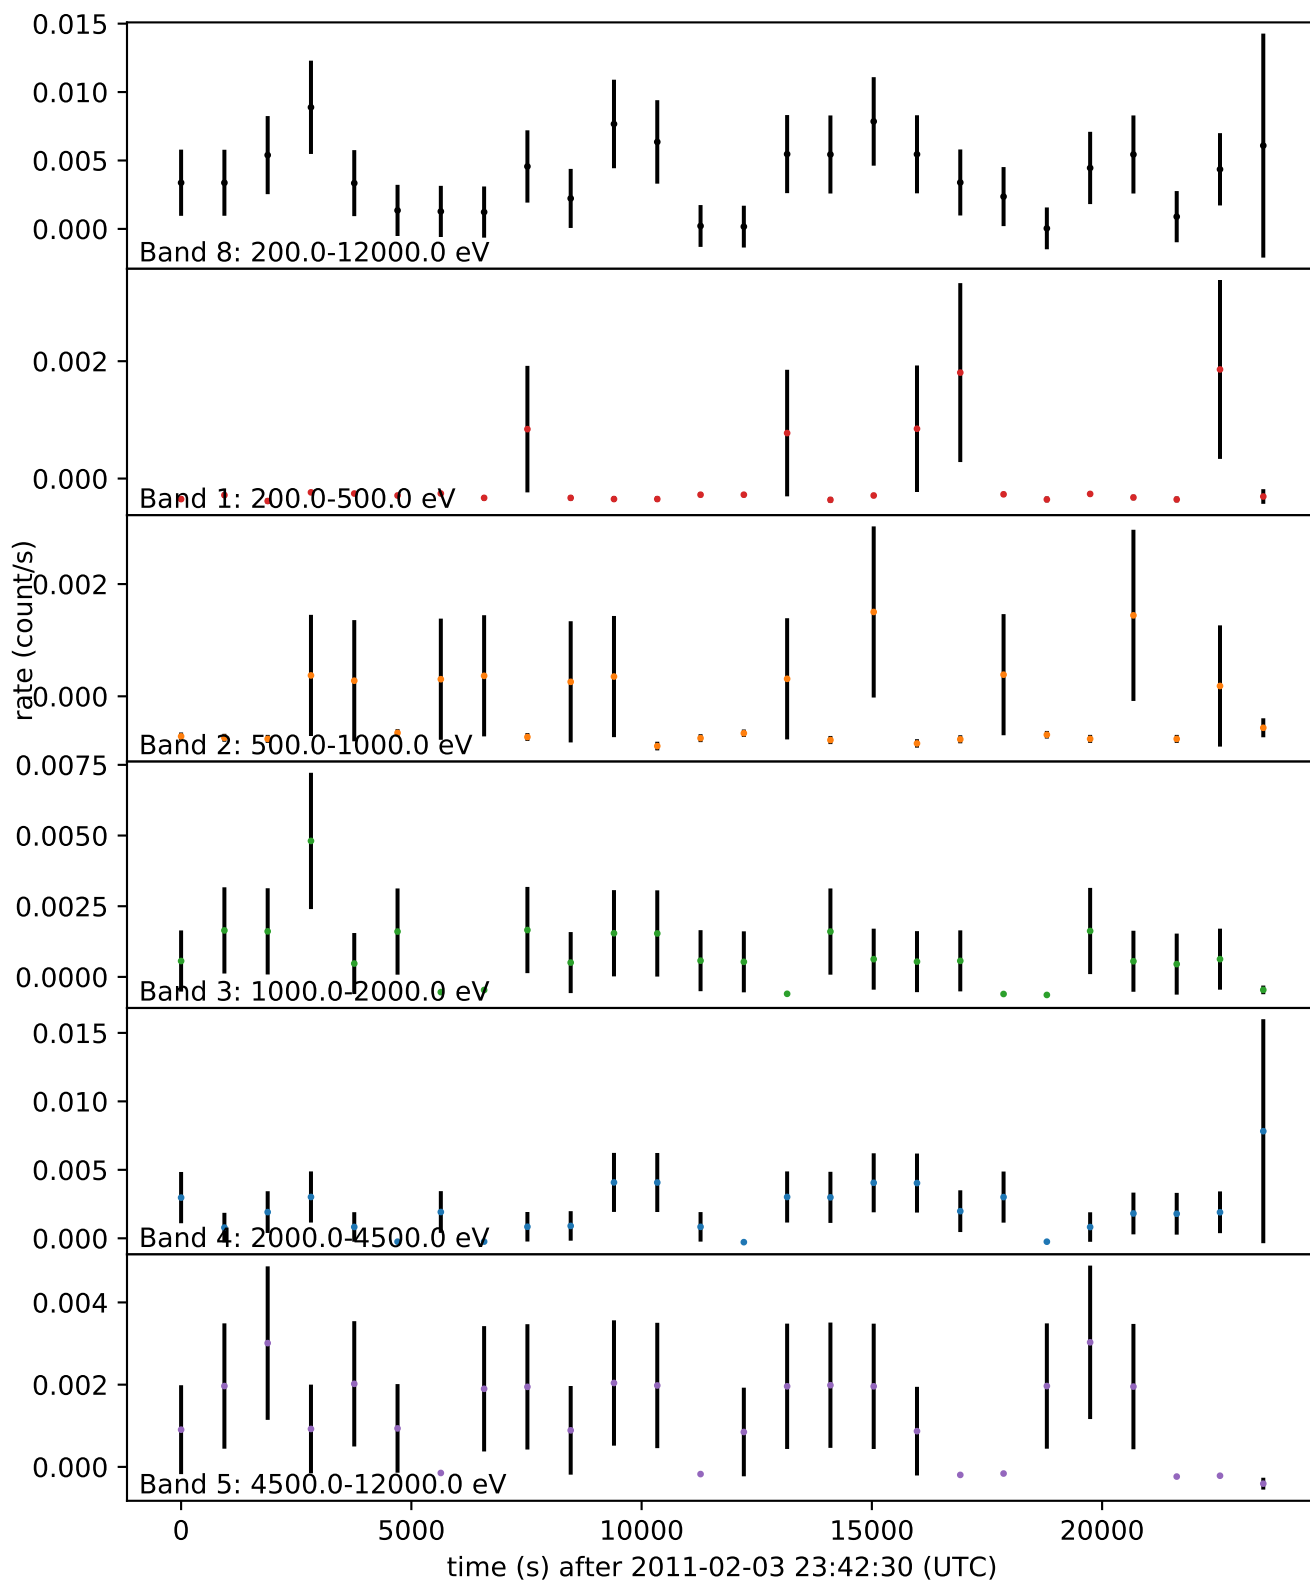 0.015
0.010
0.005
0.000
Band 8: 200.0-12000.0 eV
0.002
0.000
Band 1: 200.0-500.0 eV
rate (count/s)
0.002
0.000
Band 2: 500.0-1000.0 eV
0.0075
0.0050
0.0025
0.0000
Band 3: 1000.0-2000.0 eV
0.015
0.010
0.005
0.000
Band 4: 2000.0-4500.0 eV
0.004
0.002
0.000
Band 5: 4500.0-12000.0 eV
0 5000 10000 15000 20000
time (s) after 2011-02-03 23:42:30 (UTC)